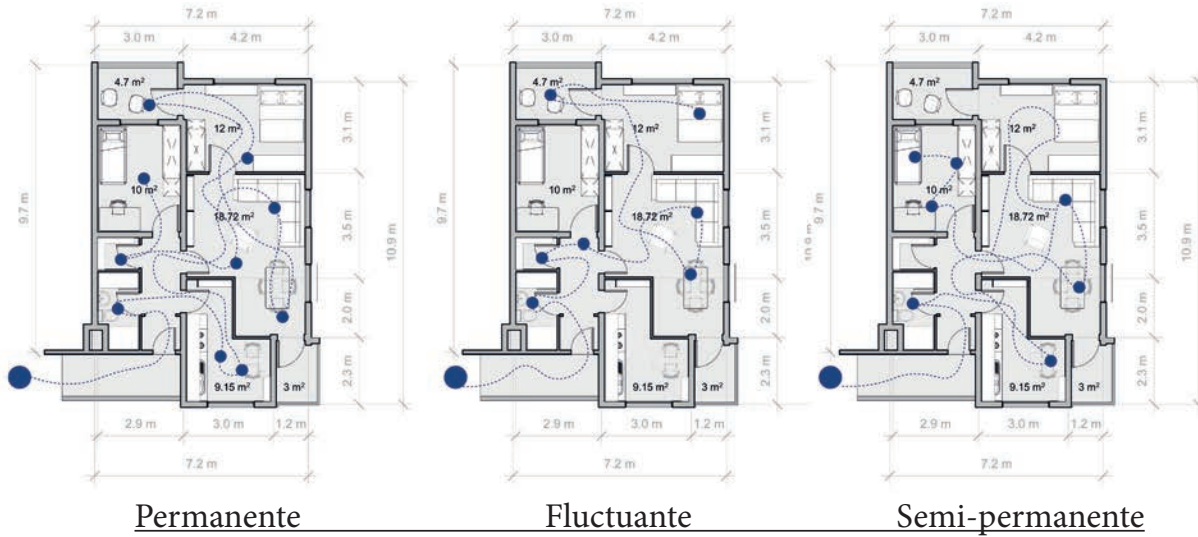 7.2 m
3.0 m
4.2 m
4.7 m²
12 m²
10 m²
18.72 m²
9.15 m²
3 m²
9.7 m
3.1 m
3.5 m
2.0 m
2.3 m
10.9 m
2.9 m
3.0 m
1.2 m
7.2 m
7.2 m
3.0 m
4.2 m
4.7 m²
12 m²
10 m²
18.72 m²
9.15 m²
3 m²
9.7 m
3.1 m
3.5 m
2.0 m
2.3 m
10.9 m
2.9 m
3.0 m
1.2 m
7.2 m
7.2 m
3.0 m
4.2 m
4.7 m²
12 m²
10 m²
18.72 m²
9.15 m²
3 m²
9.7 m
3.1 m
3.5 m
2.0 m
2.3 m
10.9 m
2.9 m
3.0 m
1.2 m
7.2 m
Permanente Fluctuante Semi-permanente